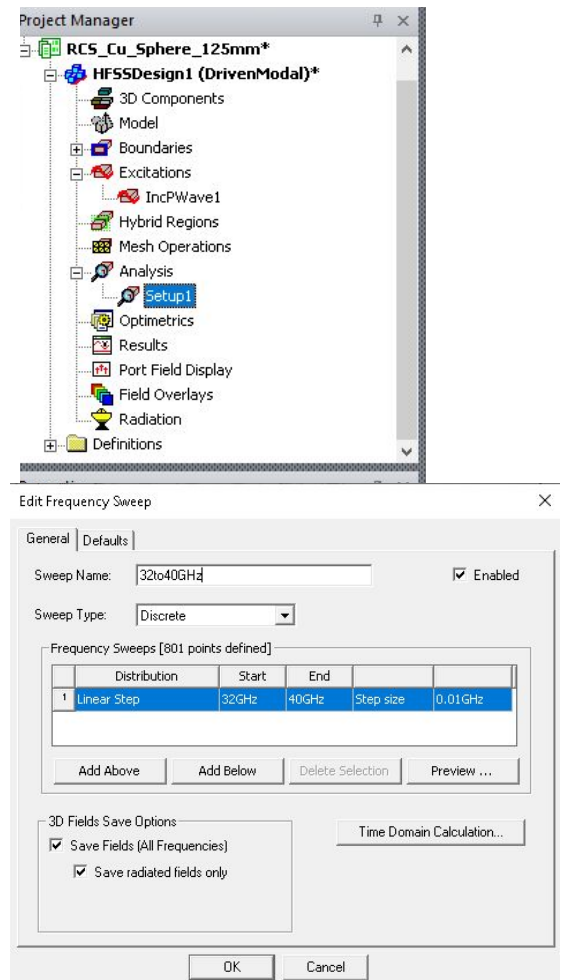 Project Manager
RCS_Cu_Sphere_125mm*
HFSSDesign1 (DrivenModal)*
3D Components
Model
Boundaries
Excitations
IncPWave1
Hybrid Regions
Mesh Operations
Analysis
Setup1
Optimetrics
Results
Port Field Display
Field Overlays
Radiation
Definitions
Edit Frequency Sweep
General Defaults
Sweep Name: 32to40GHz Enabled
Sweep Type: Discrete
Frequency Sweeps [801 points defined]
Distribution Start End
1 Linear Step 32GHz 40GHz Step size 0.01GHz
Add Above Add Below Delete Selection Preview ...
3D Fields Save Options
Time Domain Calculation...
Save Fields (All Frequencies)
Save radiated fields only
OK Cancel